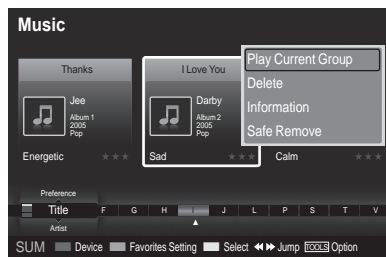 Music
Thanks
I Love You
Play Current Group
Delete
Information
Safe Remove
Jee
Album 1
2005
Pop
Darby
Album 2
2005
Pop
Energetic ★★★
Sad ★★★
Calm ★★★
Preference
Title F G H I J L P S T V
Artist
SUM Device Favorites Setting Select Jump TOOLS Option